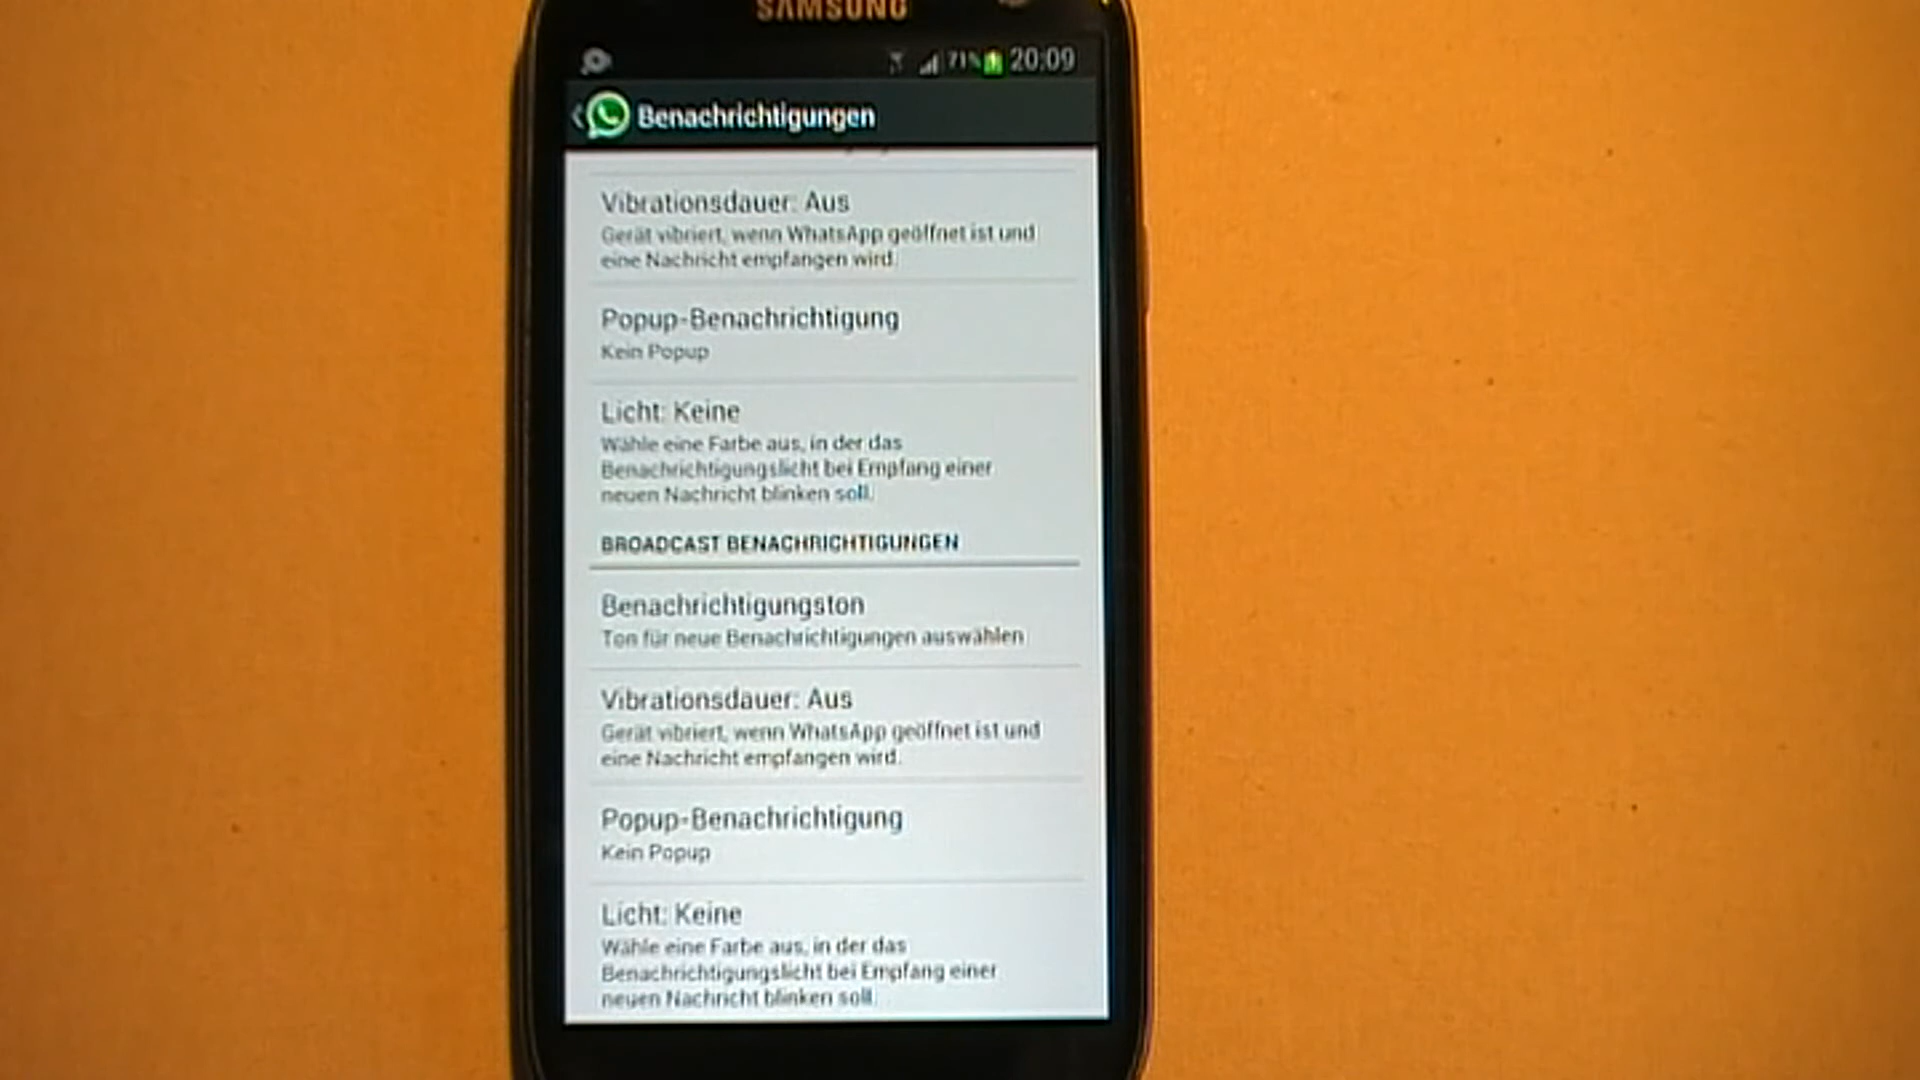 SAMSUNG
71% 20:09
Benachrichtigungen
Vibrationsdauer: Aus
Gerät vibriert, wenn WhatsApp geöffnet ist und
eine Nachricht empfangen wird.
Popup-Benachrichtigung
Kein Popup
Licht: Keine
Wähle eine Farbe aus, in der das
Benachrichtigungslicht bei Empfang einer
neuen Nachricht blinken soll.
BROADCAST BENACHRICHTIGUNGEN
Benachrichtigungston
Ton für neue Benachrichtigungen auswählen
Vibrationsdauer: Aus
Gerät vibriert, wenn WhatsApp geöffnet ist und
eine Nachricht empfangen wird.
Popup-Benachrichtigung
Kein Popup
Licht: Keine
Wähle eine Farbe aus, in der das
Benachrichtigungslicht bei Empfang einer
neuen Nachricht blinken soll.